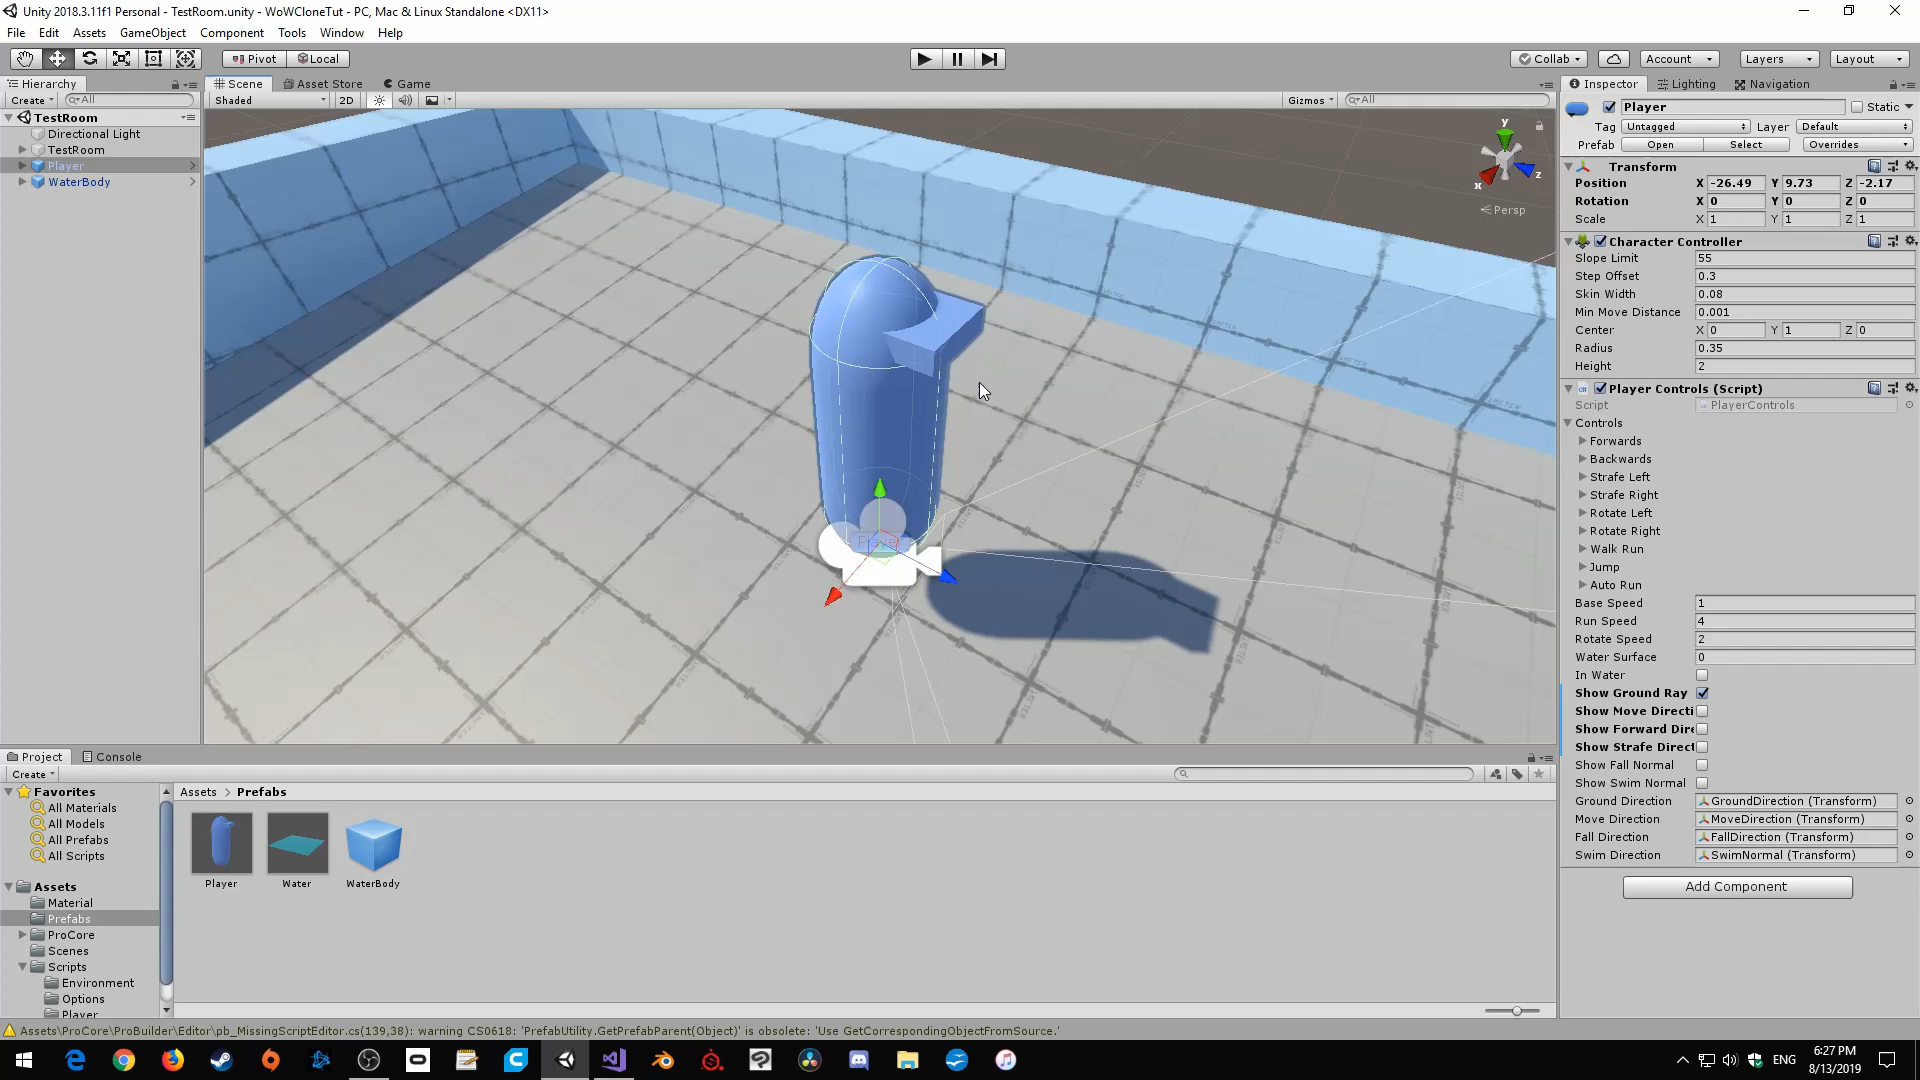 Unity 2018.3.11f1 Personal - TestRoom.unity - WoWCloneTut - PC, Mac & Linux Standalone <DX11>
File Edit Assets GameObject Component Tools Window Help
Pivot Local Collab Account Layers Layout
Hierarchy
Create All
TestRoom
Directional Light
TestRoom
Player
WaterBody
Scene Asset Store Game
Shaded 2D Gizmos All
y
x
z
Persp
Player
Inspector Lighting Navigation
Player Static
Tag Untagged Layer Default
Prefab Open Select Overrides
Transform
Position X -26.49 Y 9.73 Z -2.17
Rotation X 0 Y 0 Z 0
Scale X 1 Y 1 Z 1
Character Controller
Slope Limit 55
Step Offset 0.3
Skin Width 0.08
Min Move Distance 0.001
Center X 0 Y 1 Z 0
Radius 0.35
Height 2
Player Controls (Script)
Script PlayerControls
Controls
Forwards
Backwards
Strafe Left
Strafe Right
Rotate Left
Rotate Right
Walk Run
Jump
Auto Run
Base Speed 1
Run Speed 4
Rotate Speed 2
Water Surface 0
In Water
Show Ground Ray
Show Move Directi
Show Forward Dire
Show Strafe Direct
Show Fall Normal
Show Swim Normal
Ground Direction GroundDirection (Transform)
Move Direction MoveDirection (Transform)
Fall Direction FallDirection (Transform)
Swim Direction SwimNormal (Transform)
Add Component
Project Console
Create
Favorites
All Materials
All Models
All Prefabs
All Scripts
Assets
Material
Prefabs
ProCore
Scenes
Scripts
Environment
Options
Player
Assets > Prefabs
Player Water WaterBody
Assets\ProCore\ProBuilder\Editor\pb_MissingScriptEditor.cs(139,38): warning CS0618: 'PrefabUtility.GetPrefabParent(Object)' is obsolete: 'Use GetCorrespondingObjectFromSource.'
ENG
6:27 PM
8/13/2019